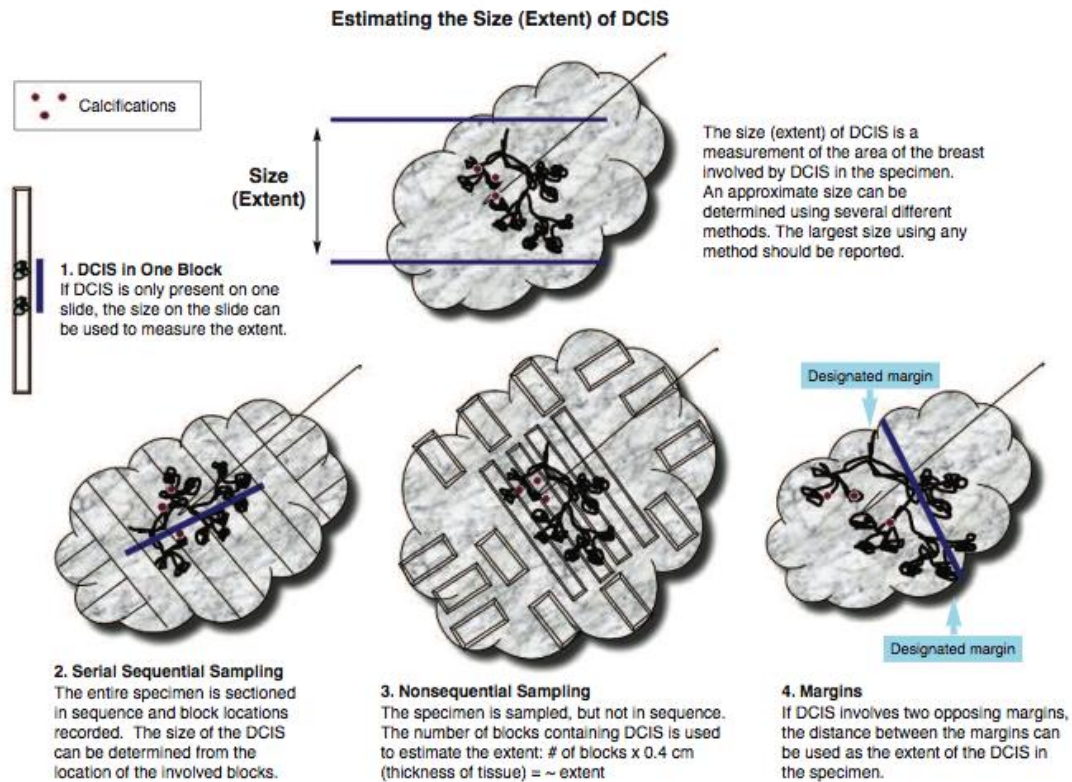 Estimating the Size (Extent) of DCIS
Calcifications
Size
(Extent)
The size (extent) of DCIS is a
measurement of the area of the breast
involved by DCIS in the specimen.
An approximate size can be
determined using several different
methods. The largest size using any
method should be reported.
1. DCIS in One Block
If DCIS is only present on one
slide, the size on the slide can
be used to measure the extent.
2. Serial Sequential Sampling
The entire specimen is sectioned
in sequence and block locations
recorded. The size of the DCIS
can be determined from the
location of the involved blocks.
3. Nonsequential Sampling
The specimen is sampled, but not in sequence.
The number of blocks containing DCIS is used
to estimate the extent: # of blocks x 0.4 cm
(thickness of tissue) = ~ extent
Designated margin
Designated margin
4. Margins
If DCIS involves two opposing margins,
the distance between the margins can
be used as the extent of the DCIS in
the specimen.